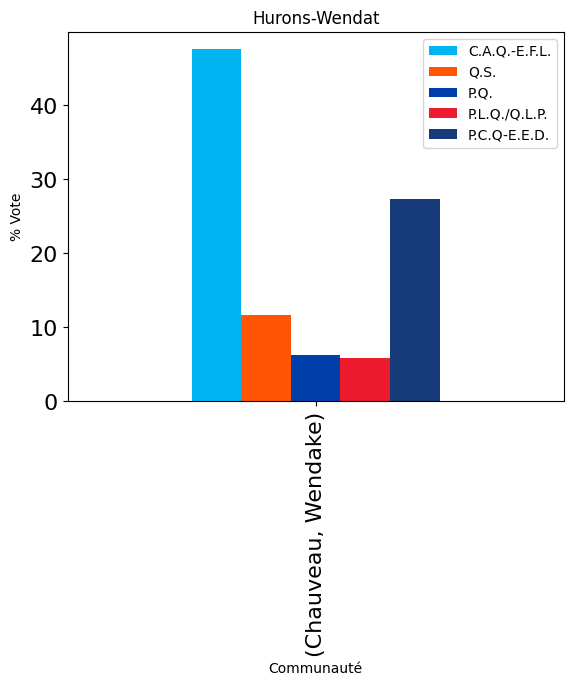 Hurons-Wendat
C.A.Q.-E.F.L.
Q.S.
P.Q.
P.L.Q./Q.L.P.
P.C.Q-E.E.D.
% Vote
40
30
20
10
0
(Chauveau, Wendake)
Communauté